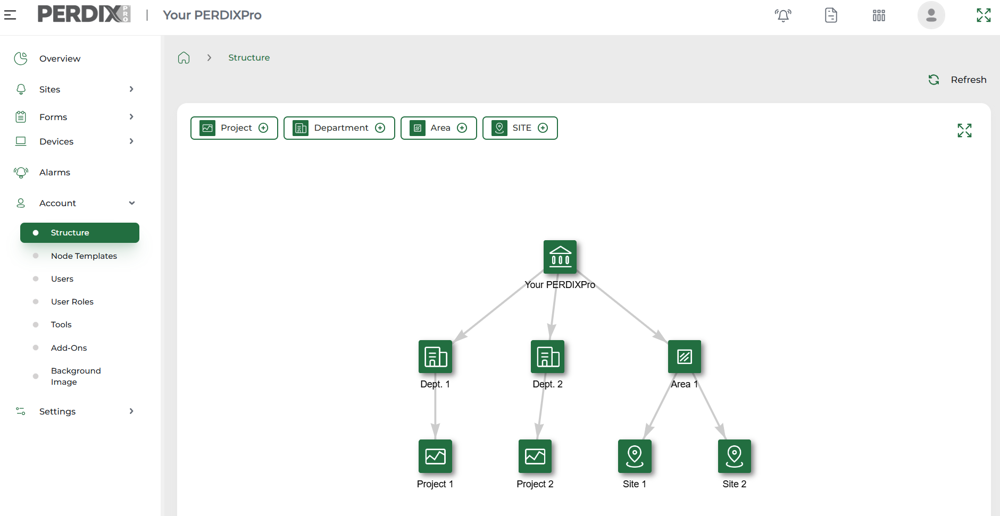 PERDIX PRO
Your PERDIXPro
Overview
Sites
Forms
Devices
Alarms
Account
Structure
Node Templates
Users
User Roles
Tools
Add-Ons
Background
Image
Settings
Structure
Refresh
Project
Department
Area
SITE
Your PERDIXPro
Dept. 1
Dept. 2
Area 1
Project 1
Project 2
Site 1
Site 2